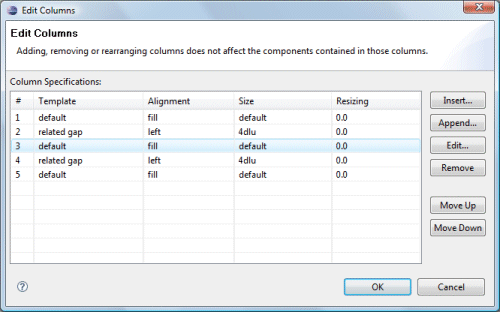 Edit Columns
Edit Columns
Adding, removing or rearranging columns does not affect the components contained in those columns.
Column Specifications:
# Template Alignment Size Resizing
1 default fill default 0.0
2 related gap left 4dlu 0.0
3 default fill default 0.0
4 related gap left 4dlu 0.0
5 default fill default 0.0
Insert...
Append...
Edit...
Remove
Move Up
Move Down
? OK Cancel